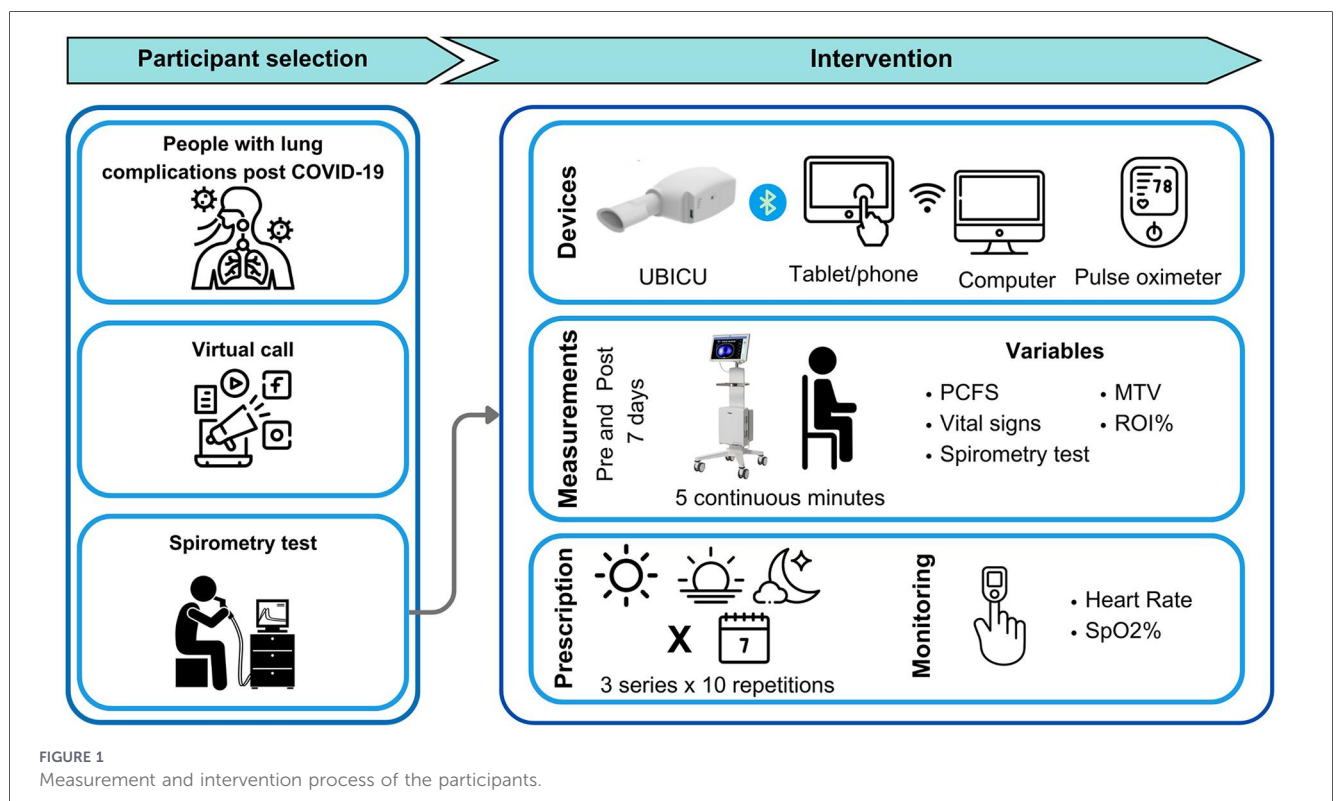 Participant selection
Intervention
People with lung
complications post COVID-19
Virtual call
Spirometry test
Devices
UBICU
Tablet/phone
Computer
78
Pulse oximeter
Measurements
Pre and Post
7 days
5 continuous minutes
Variables
• PCFS
• Vital signs
• Spirometry test
• MTV
• ROI%
Prescription
X
7
3 series x 10 repetitions
Monitoring
• Heart Rate
• SpO2%
FIGURE 1
Measurement and intervention process of the participants.